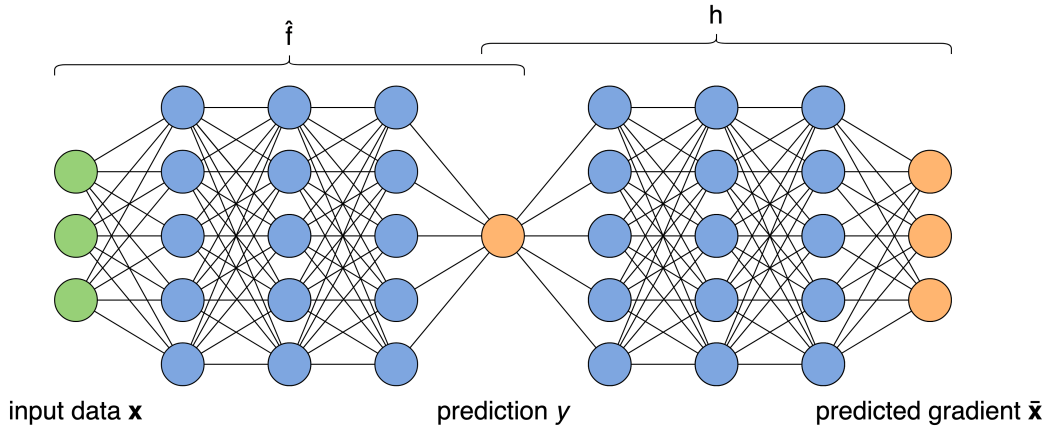 f̂
h
input data x
prediction y
predicted gradient x̄